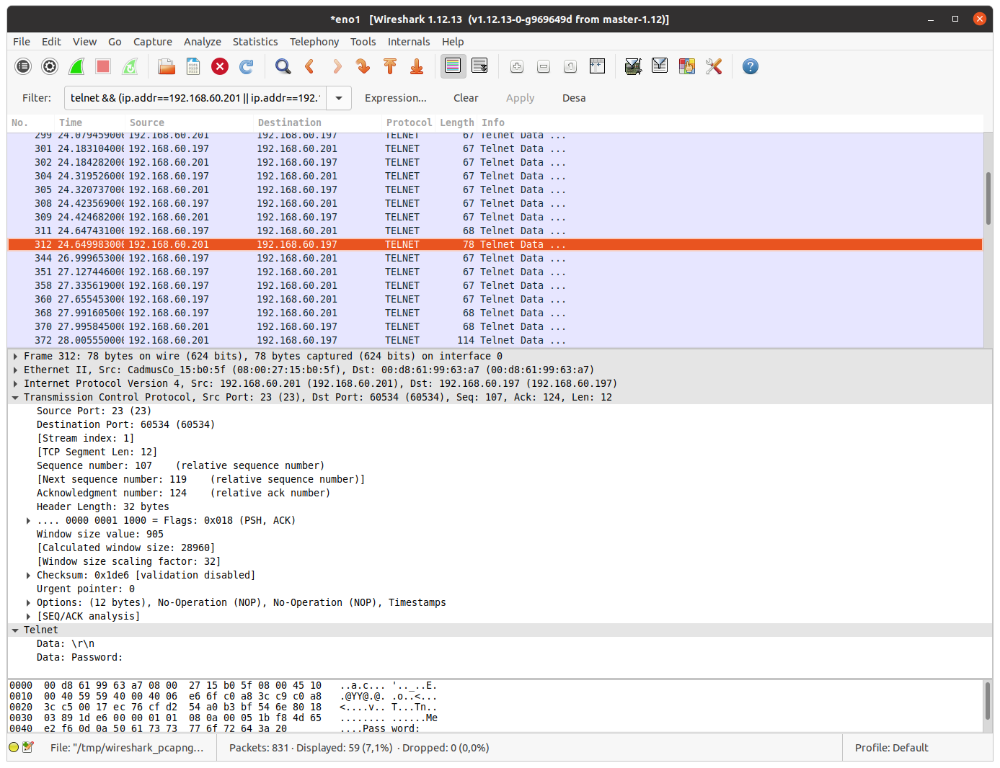 *eno1   [Wireshark 1.12.13  (v1.12.13-0-g969649d from master-1.12)]
File Edit View Go Capture Analyze Statistics Telephony Tools Internals Help
Filter: telnet && (ip.addr==192.168.60.201 || ip.addr==192. Expression... Clear Apply Desa
No. Time Source Destination Protocol Length Info
299 24.079459000 192.168.60.201 192.168.60.197 TELNET 67 Telnet Data ...
301 24.183104000 192.168.60.197 192.168.60.201 TELNET 67 Telnet Data ...
302 24.184282000 192.168.60.201 192.168.60.197 TELNET 67 Telnet Data ...
304 24.319526000 192.168.60.197 192.168.60.201 TELNET 67 Telnet Data ...
305 24.320737000 192.168.60.201 192.168.60.197 TELNET 67 Telnet Data ...
308 24.423569000 192.168.60.197 192.168.60.201 TELNET 67 Telnet Data ...
309 24.424682000 192.168.60.201 192.168.60.197 TELNET 67 Telnet Data ...
311 24.647431000 192.168.60.197 192.168.60.201 TELNET 68 Telnet Data ...
312 24.649983000 192.168.60.201 192.168.60.197 TELNET 78 Telnet Data ...
344 26.999653000 192.168.60.197 192.168.60.201 TELNET 67 Telnet Data ...
351 27.127446000 192.168.60.197 192.168.60.201 TELNET 67 Telnet Data ...
358 27.335619000 192.168.60.197 192.168.60.201 TELNET 67 Telnet Data ...
360 27.655453000 192.168.60.197 192.168.60.201 TELNET 67 Telnet Data ...
368 27.991605000 192.168.60.197 192.168.60.201 TELNET 68 Telnet Data ...
370 27.995845000 192.168.60.201 192.168.60.197 TELNET 68 Telnet Data ...
372 28.005550000 192.168.60.201 192.168.60.197 TELNET 114 Telnet Data ...
Frame 312: 78 bytes on wire (624 bits), 78 bytes captured (624 bits) on interface 0
Ethernet II, Src: CadmusCo_15:b0:5f (08:00:27:15:b0:5f), Dst: 00:d8:61:99:63:a7 (00:d8:61:99:63:a7)
Internet Protocol Version 4, Src: 192.168.60.201 (192.168.60.201), Dst: 192.168.60.197 (192.168.60.197)
Transmission Control Protocol, Src Port: 23 (23), Dst Port: 60534 (60534), Seq: 107, Ack: 124, Len: 12
Source Port: 23 (23)
Destination Port: 60534 (60534)
[Stream index: 1]
[TCP Segment Len: 12]
Sequence number: 107    (relative sequence number)
[Next sequence number: 119    (relative sequence number)]
Acknowledgment number: 124    (relative ack number)
Header Length: 32 bytes
.... 0000 0001 1000 = Flags: 0x018 (PSH, ACK)
Window size value: 905
[Calculated window size: 28960]
[Window size scaling factor: 32]
Checksum: 0x1de6 [validation disabled]
Urgent pointer: 0
Options: (12 bytes), No-Operation (NOP), No-Operation (NOP), Timestamps
[SEQ/ACK analysis]
Telnet
Data: \r\n
Data: Password:
0000  00 d8 61 99 63 a7 08 00  27 15 b0 5f 08 00 45 10   ..a.c... '.._..E.
0010  00 40 59 59 40 00 40 06  e6 6f c0 a8 3c c9 c0 a8   .@YY@.@. .o..<...
0020  3c c5 00 17 ec 76 cf d2  54 a0 b3 bf 54 6e 80 18   <....v.. T...Tn..
0030  03 89 1d e6 00 00 01 01  08 0a 00 05 1b f8 4d 65   ........ ......Me
0040  e2 f6 0d 0a 50 61 73 73  77 6f 72 64 3a 20         ....Pass word:
File: "/tmp/wireshark_pcapng... Packets: 831 · Displayed: 59 (7,1%) · Dropped: 0 (0,0%) Profile: Default